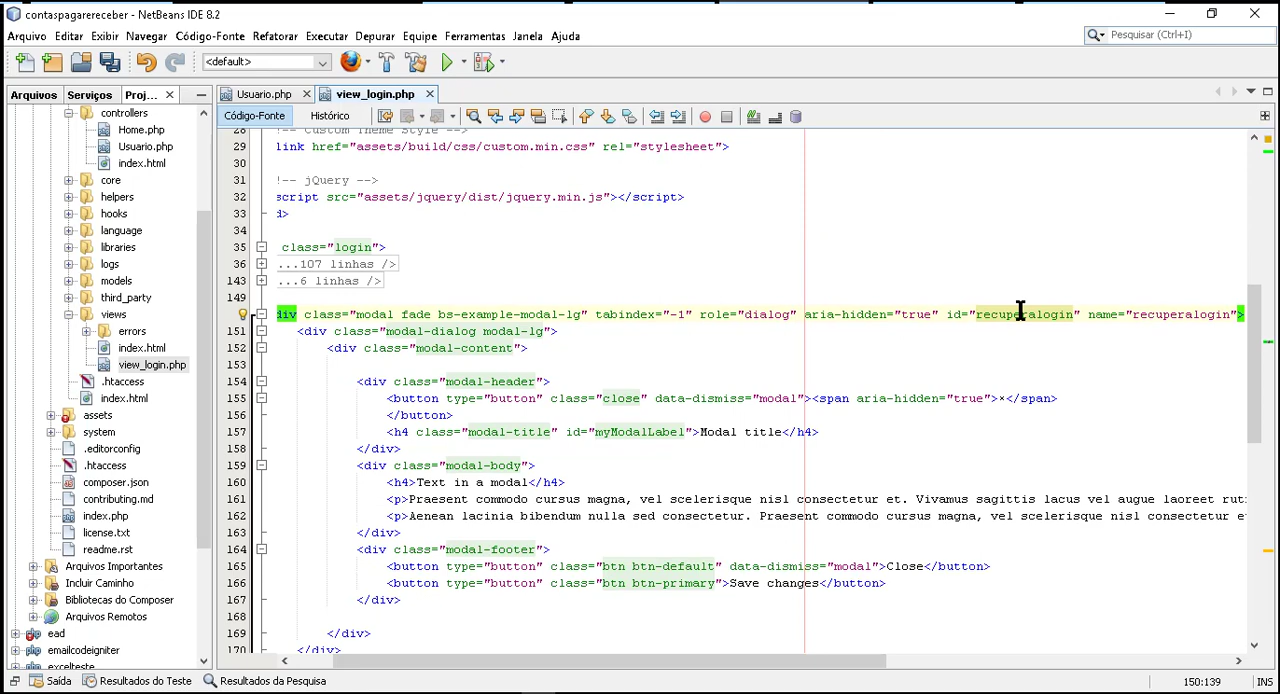 contaspagarereceber - NetBeans IDE 8.2
Arquivo Editar Exibir Navegar Código-Fonte Refatorar Executar Depurar Equipe Ferramentas Janela Ajuda
Pesquisar (Ctrl+I)
<default>
Arquivos Serviços Proj...
Usuario.php view_login.php
Código-Fonte Histórico
controllers
Home.php
Usuario.php
index.html
core
helpers
hooks
language
libraries
logs
models
third_party
views
errors
index.html
view_login.php
.htaccess
index.html
assets
system
.editorconfig
.htaccess
composer.json
contributing.md
index.php
license.txt
readme.rst
Arquivos Importantes
Incluir Caminho
Bibliotecas do Composer
Arquivos Remotos
ead
emailcodeigniter
excelteste
28 !-- Custom Theme Style -->
29 link href="assets/build/css/custom.min.css" rel="stylesheet">
30
31 !-- jQuery -->
32 script src="assets/jquery/dist/jquery.min.js"></script>
33 d>
34
35 class="login">
36 ...107 linhas />
143 ...6 linhas />
149
div class="modal fade bs-example-modal-lg" tabindex="-1" role="dialog" aria-hidden="true" id="recuperalogin" name="recuperalogin">
151 <div class="modal-dialog modal-lg">
152 <div class="modal-content">
153
154 <div class="modal-header">
155 <button type="button" class="close" data-dismiss="modal"><span aria-hidden="true">×</span>
156 </button>
157 <h4 class="modal-title" id="myModalLabel">Modal title</h4>
158 </div>
159 <div class="modal-body">
160 <h4>Text in a modal</h4>
161 <p>Praesent commodo cursus magna, vel scelerisque nisl consectetur et. Vivamus sagittis lacus vel augue laoreet rut
162 <p>Aenean lacinia bibendum nulla sed consectetur. Praesent commodo cursus magna, vel scelerisque nisl consectetur e
163 </div>
164 <div class="modal-footer">
165 <button type="button" class="btn btn-default" data-dismiss="modal">Close</button>
166 <button type="button" class="btn btn-primary">Save changes</button>
167 </div>
168
169 </div>
170 </div>
Saída Resultados do Teste Resultados da Pesquisa
150:139 INS